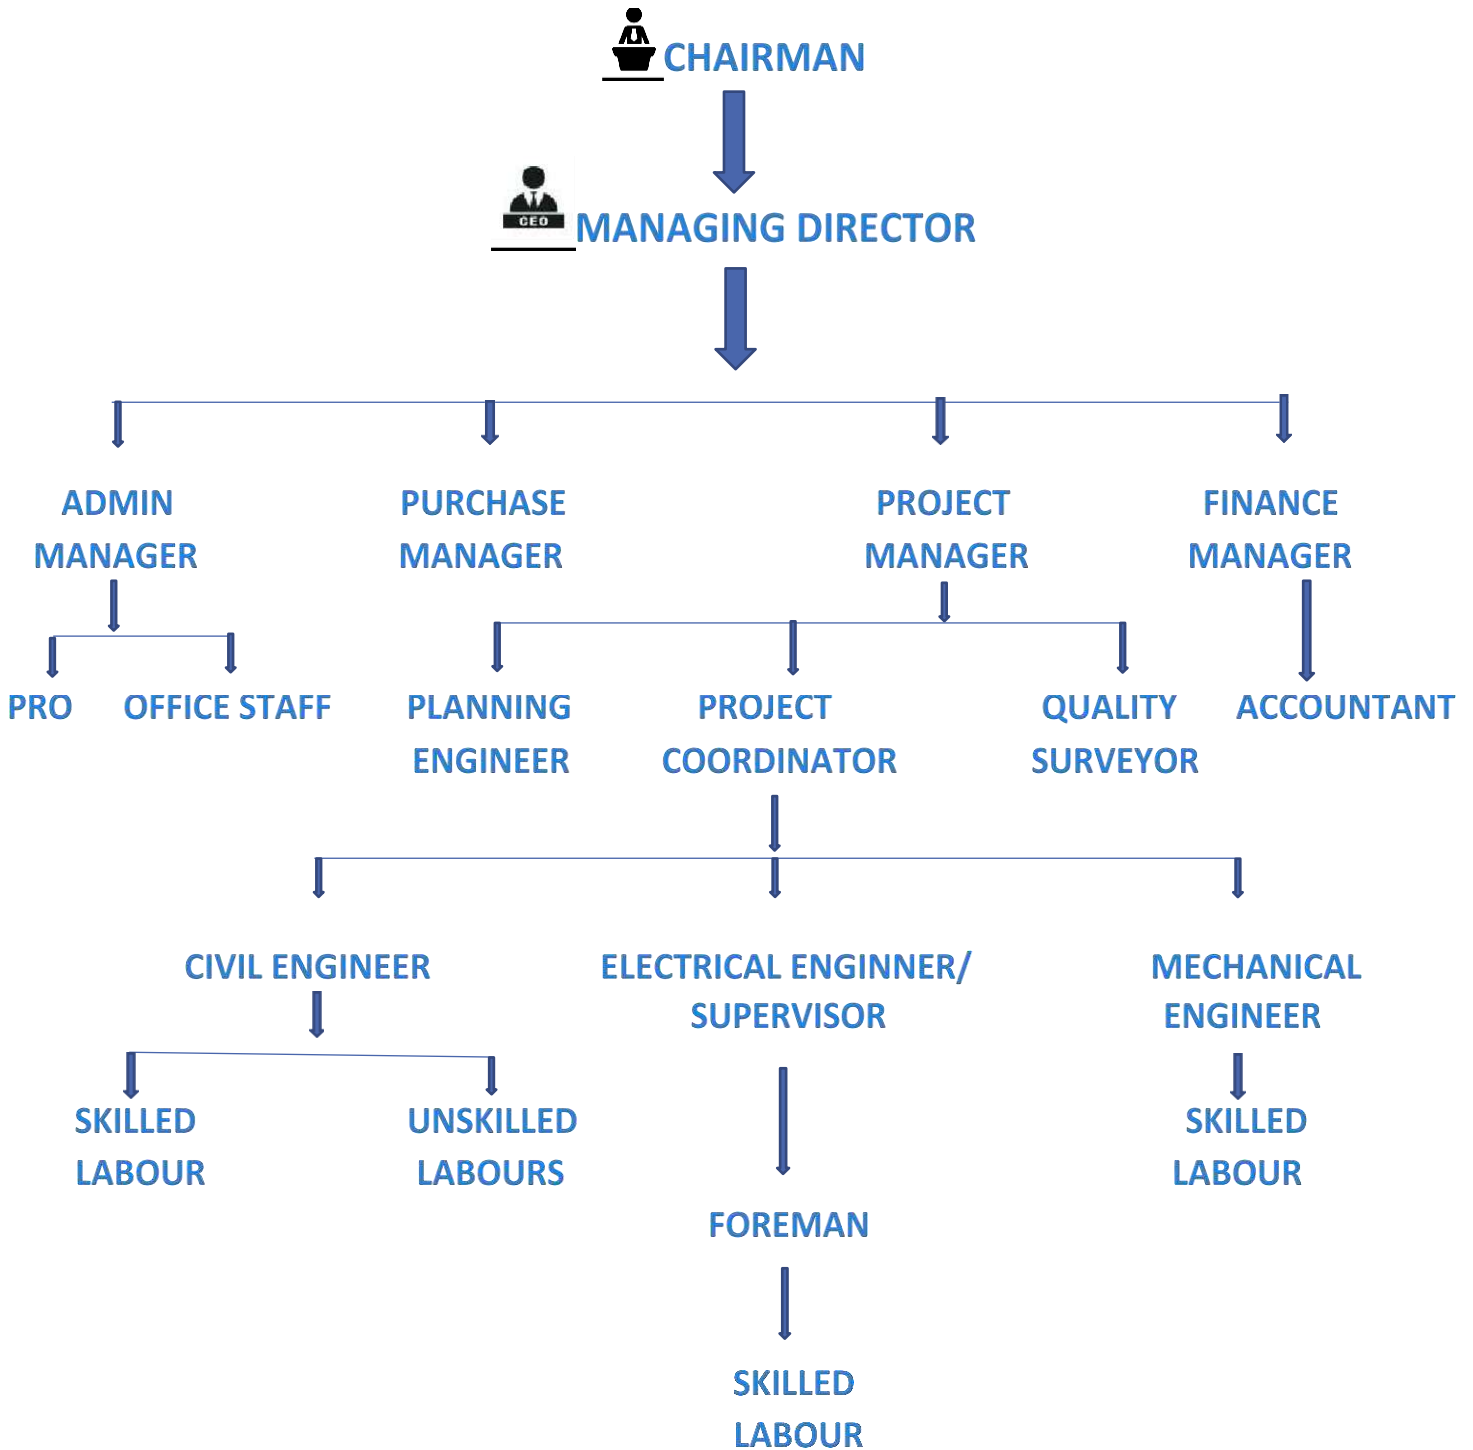 CHAIRMAN
CEO
MANAGING DIRECTOR
ADMIN
MANAGER
PURCHASE
MANAGER
PROJECT
MANAGER
FINANCE
MANAGER
PRO
OFFICE STAFF
PLANNING
ENGINEER
PROJECT
COORDINATOR
QUALITY
SURVEYOR
ACCOUNTANT
CIVIL ENGINEER
ELECTRICAL ENGINNER/
SUPERVISOR
MECHANICAL
ENGINEER
SKILLED
LABOUR
UNSKILLED
LABOURS
SKILLED
LABOUR
FOREMAN
SKILLED
LABOUR